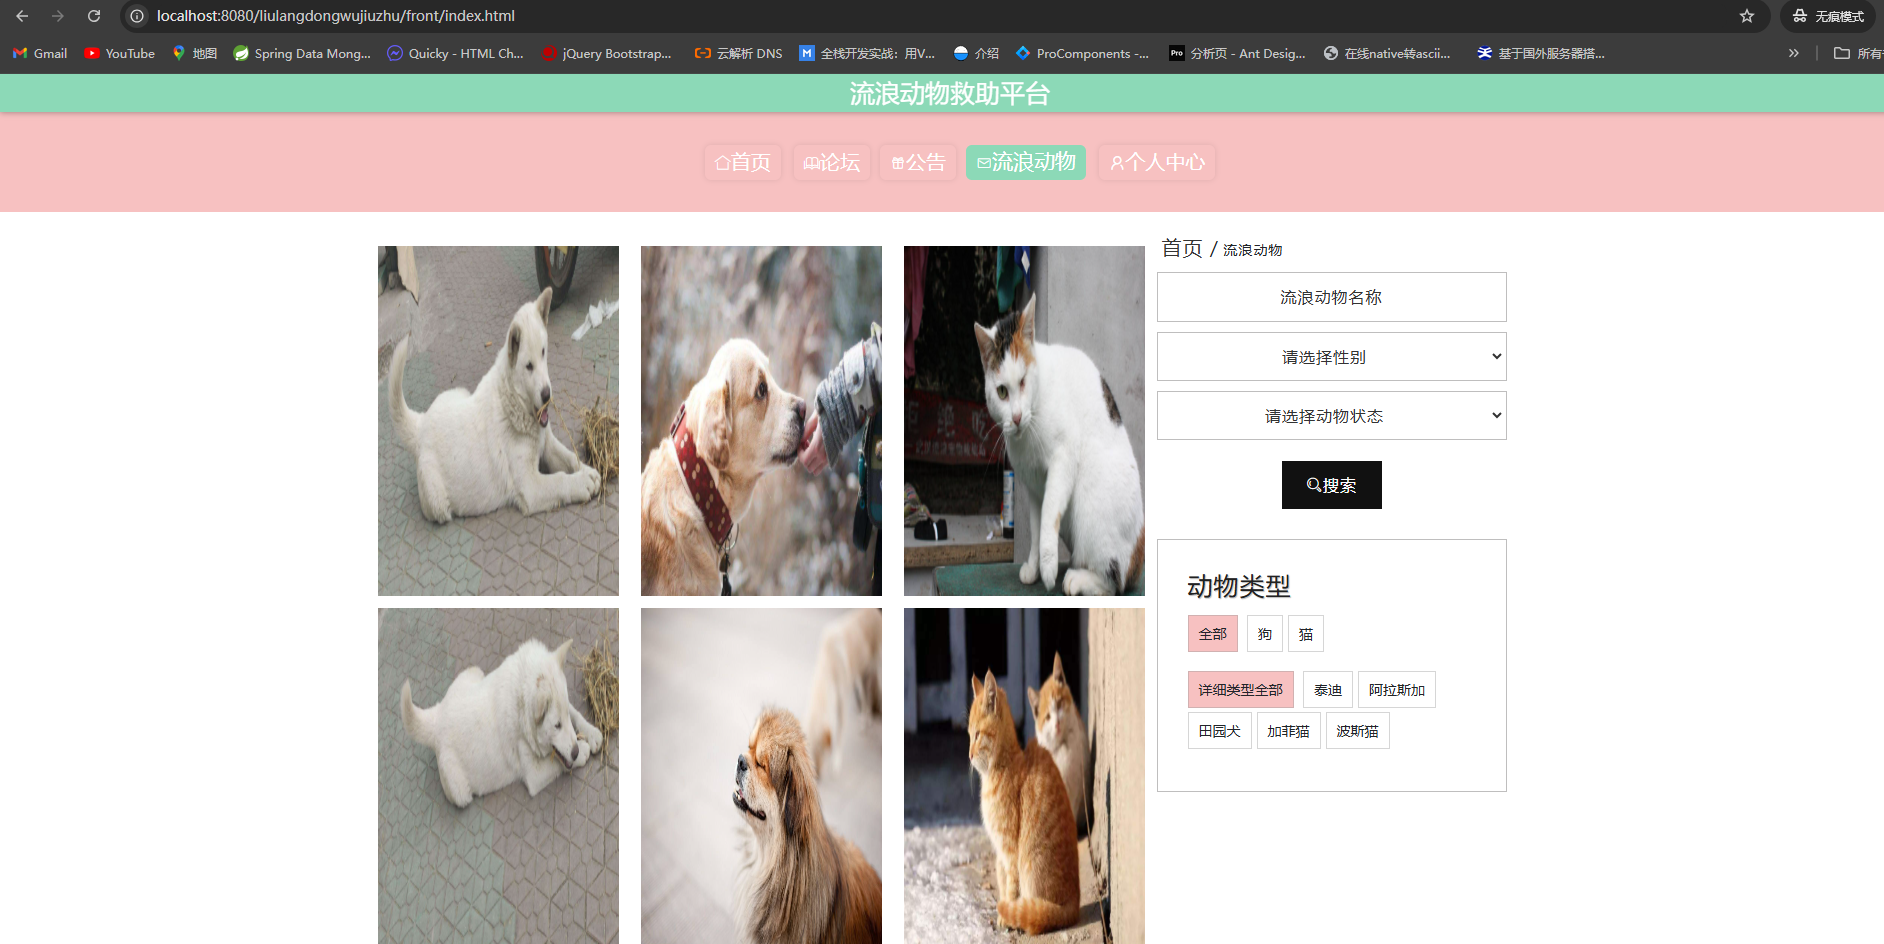 localhost:8080/liulangdongwujiuzhu/front/index.html
无痕模式
Gmail
YouTube
地图
Spring Data Mong...
Quicky - HTML Ch...
jQuery Bootstrap...
云解析 DNS
全栈开发实战：用V...
介绍
ProComponents -...
Pro
分析页 - Ant Desig...
在线native转ascii...
基于国外服务器搭...
所有
流浪动物救助平台
首页
论坛
公告
流浪动物
个人中心
首页 / 流浪动物
流浪动物名称
请选择性别
请选择动物状态
搜索
动物类型
全部
狗
猫
详细类型全部
泰迪
阿拉斯加
田园犬
加菲猫
波斯猫